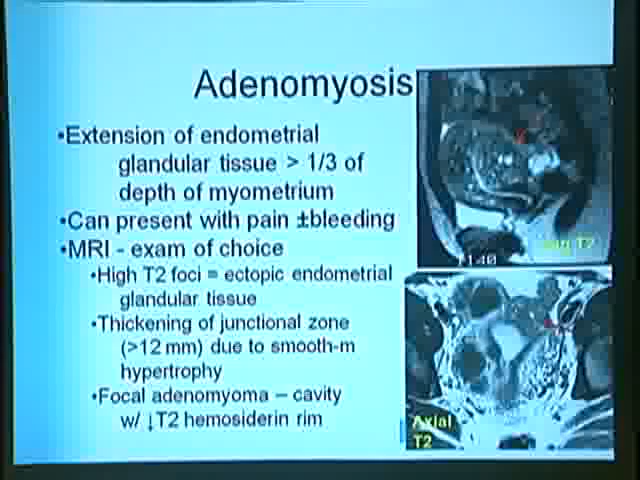 Adenomyosis
•Extension of endometrial
glandular tissue > 1/3 of
depth of myometrium
•Can present with pain ±bleeding
•MRI - exam of choice
•High T2 foci = ectopic endometrial
glandular tissue
•Thickening of junctional zone
(>12 mm) due to smooth-m
hypertrophy
•Focal adenomyoma – cavity
w/ ↓T2 hemosiderin rim
T2
140
Axial
T2